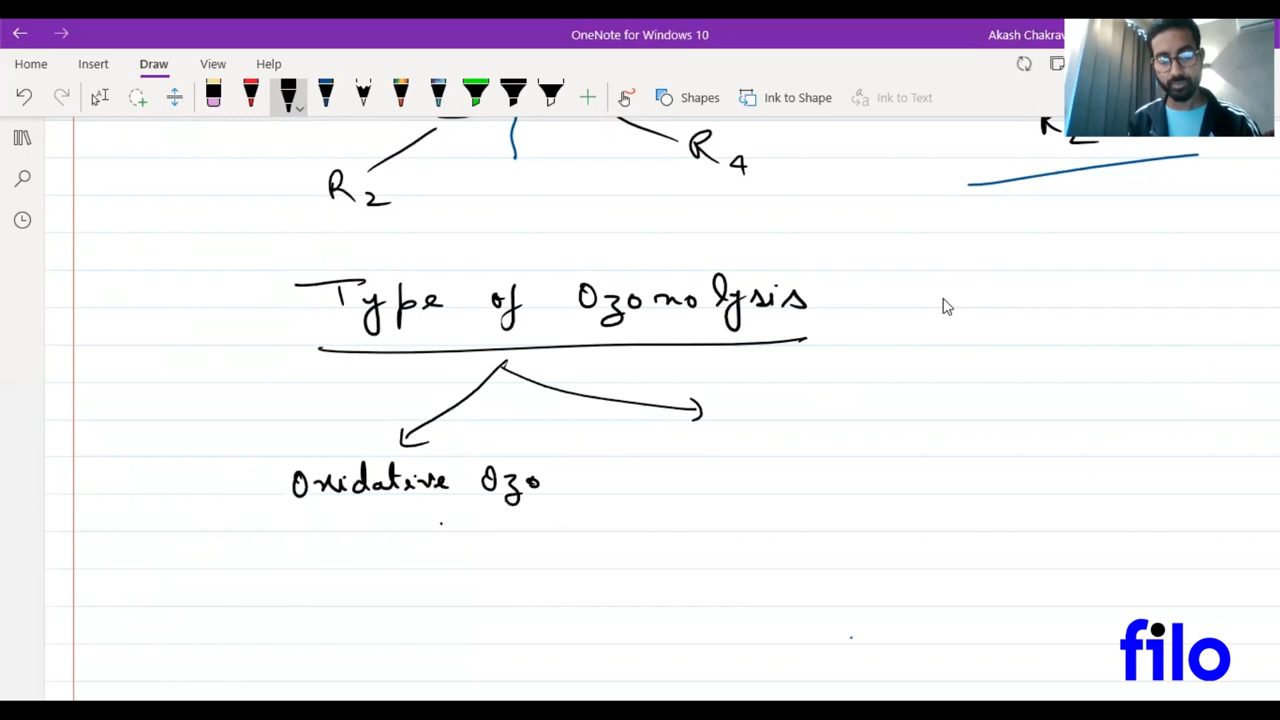 OneNote for Windows 10
Akash Chakrav
Home Insert Draw View Help
Shapes Ink to Shape Ink to Text
R4
R2
R2
Type of Ozonolysis
Oxidative Ozo
filo